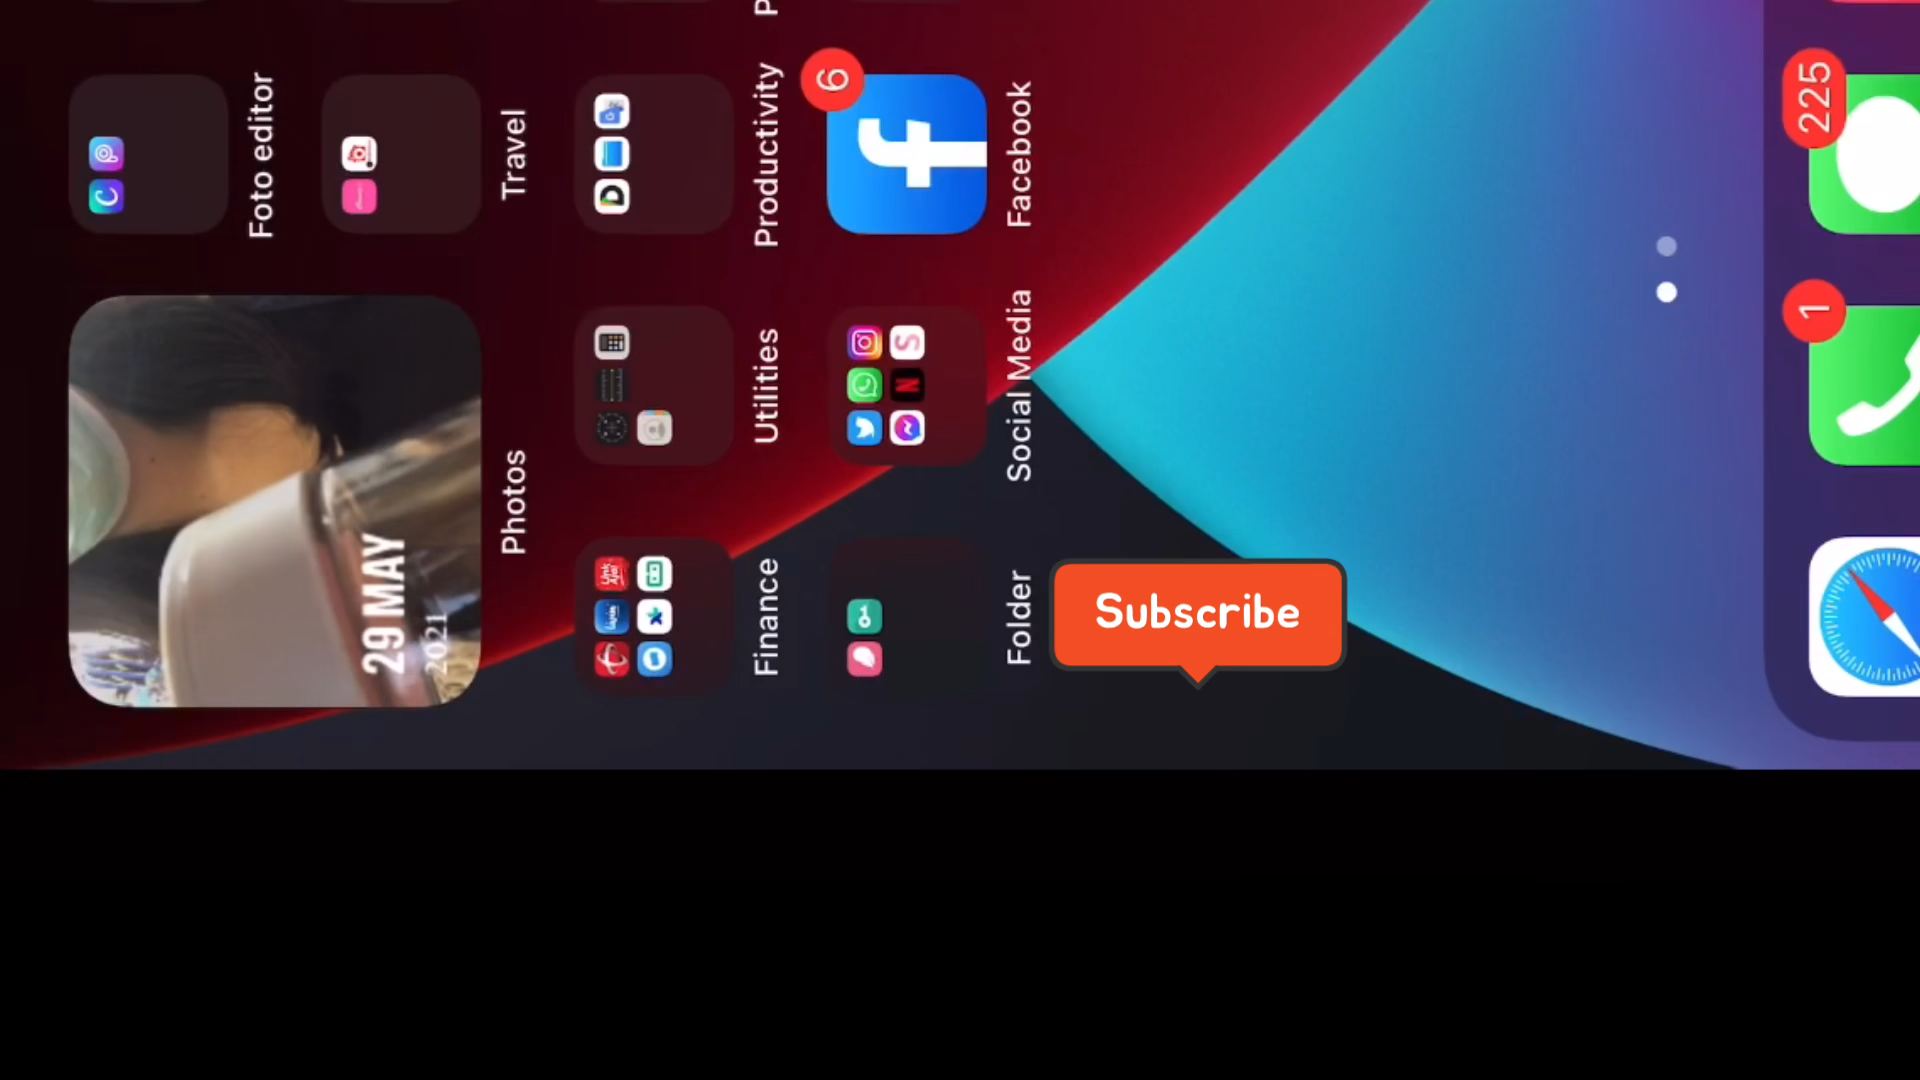 Foto editor
Travel
Photos
29 MAY
2021
Productivity
Utilities
Finance
6
Facebook
Social Media
Folder
Subscribe
225
1